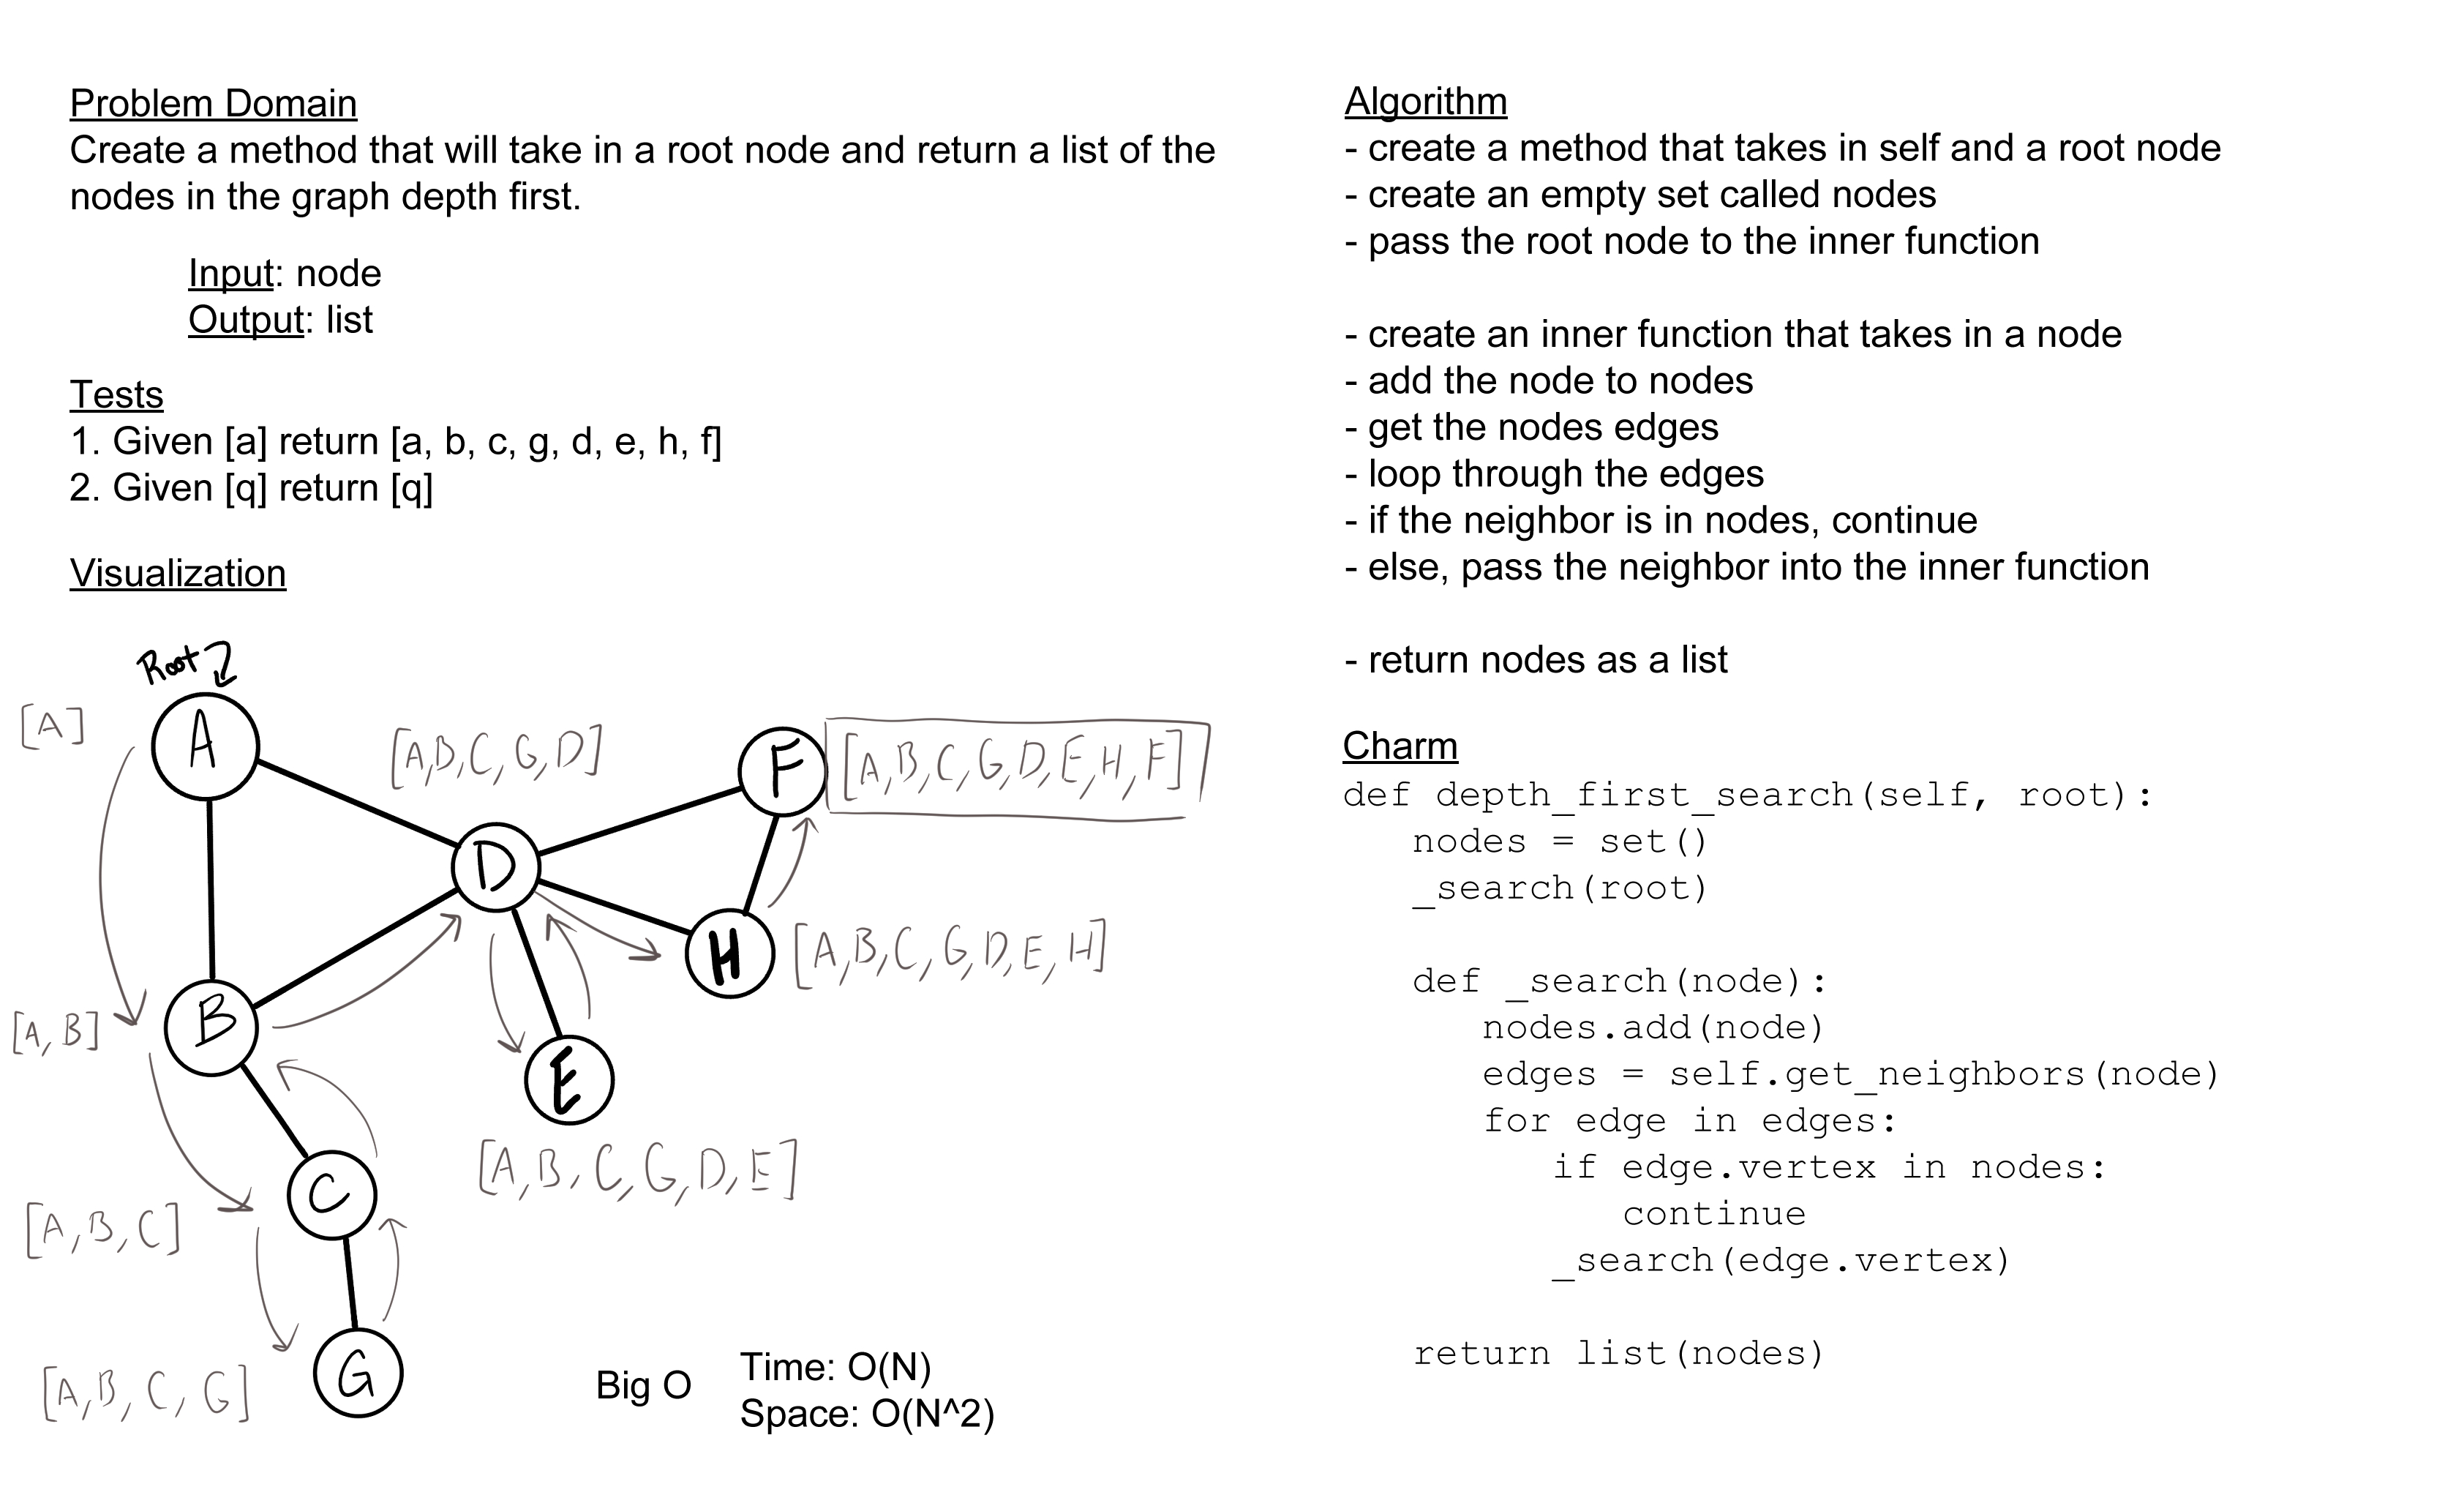 Problem Domain
Create a method that will take in a root node and return a list of the
nodes in the graph depth first.
Input: node
Output: list
Tests
1. Given [a] return [a, b, c, g, d, e, h, f]
2. Given [q] return [q]
Visualization
Root
[A]
A
[A,B,C,G,D]
F
[A,B,C,G,D,E,H,F]
D
H
[A,B,C,G,D,E,H]
[A,B]
B
E
[A,B,C,G,D,E]
C
[A,B,C]
G
[A,B,C,G]
Big O
Time: O(N)
Space: O(N^2)
Algorithm
- create a method that takes in self and a root node
- create an empty set called nodes
- pass the root node to the inner function
- create an inner function that takes in a node
- add the node to nodes
- get the nodes edges
- loop through the edges
- if the neighbor is in nodes, continue
- else, pass the neighbor into the inner function
- return nodes as a list
Charm
def depth_first_search(self, root):
nodes = set()
_search(root)
def _search(node):
nodes.add(node)
edges = self.get_neighbors(node)
for edge in edges:
if edge.vertex in nodes:
continue
_search(edge.vertex)
return list(nodes)